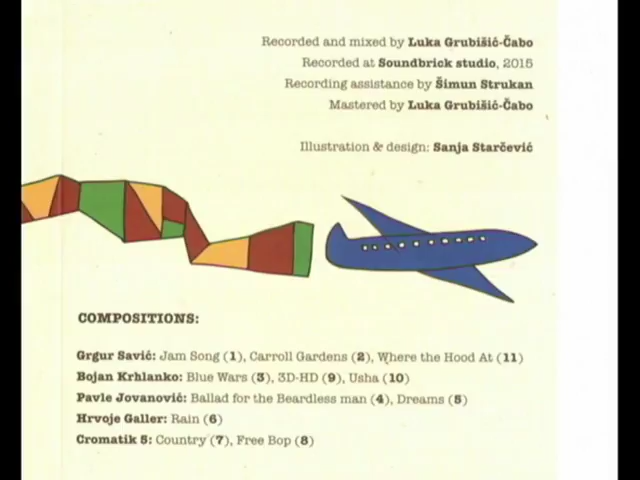 Recorded and mixed by Luka Grubišić-Čabo
Recorded at Soundbrick studio, 2015
Recording assistance by Šimun Strukan
Mastered by Luka Grubišić-Čabo
Illustration & design: Sanja Starčević
COMPOSITIONS:
Grgur Savić: Jam Song (1), Carroll Gardens (2), Where the Hood At (11)
Bojan Krhlanko: Blue Wars (3), 3D-HD (9), Usha (10)
Pavle Jovanović: Ballad for the Beardless man (4), Dreams (5)
Hrvoje Galler: Rain (6)
Cromatik 5: Country (7), Free Bop (8)